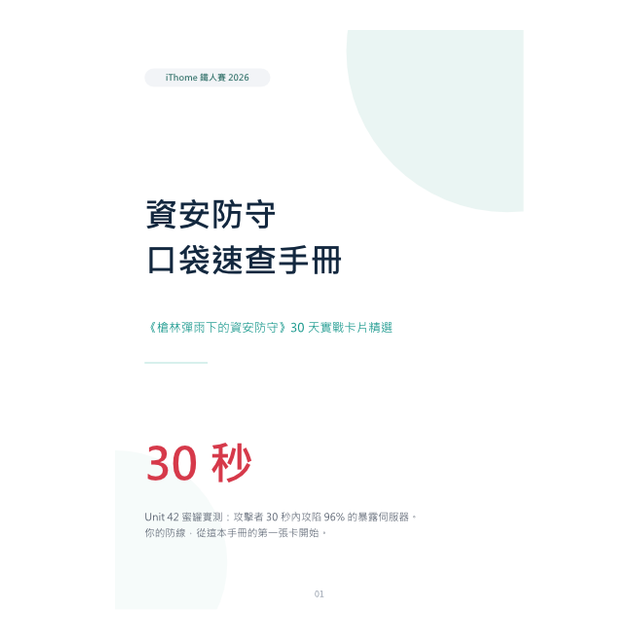 iThome 鐵人賽 2026
資安防守
口袋速查手冊
《槍林彈雨下的資安防守》30 天實戰卡片精選
30 秒
Unit 42 蜜罐實測：攻擊者 30 秒內攻陷 96% 的暴露伺服器。
你的防線，從這本手冊的第一張卡開始。
01